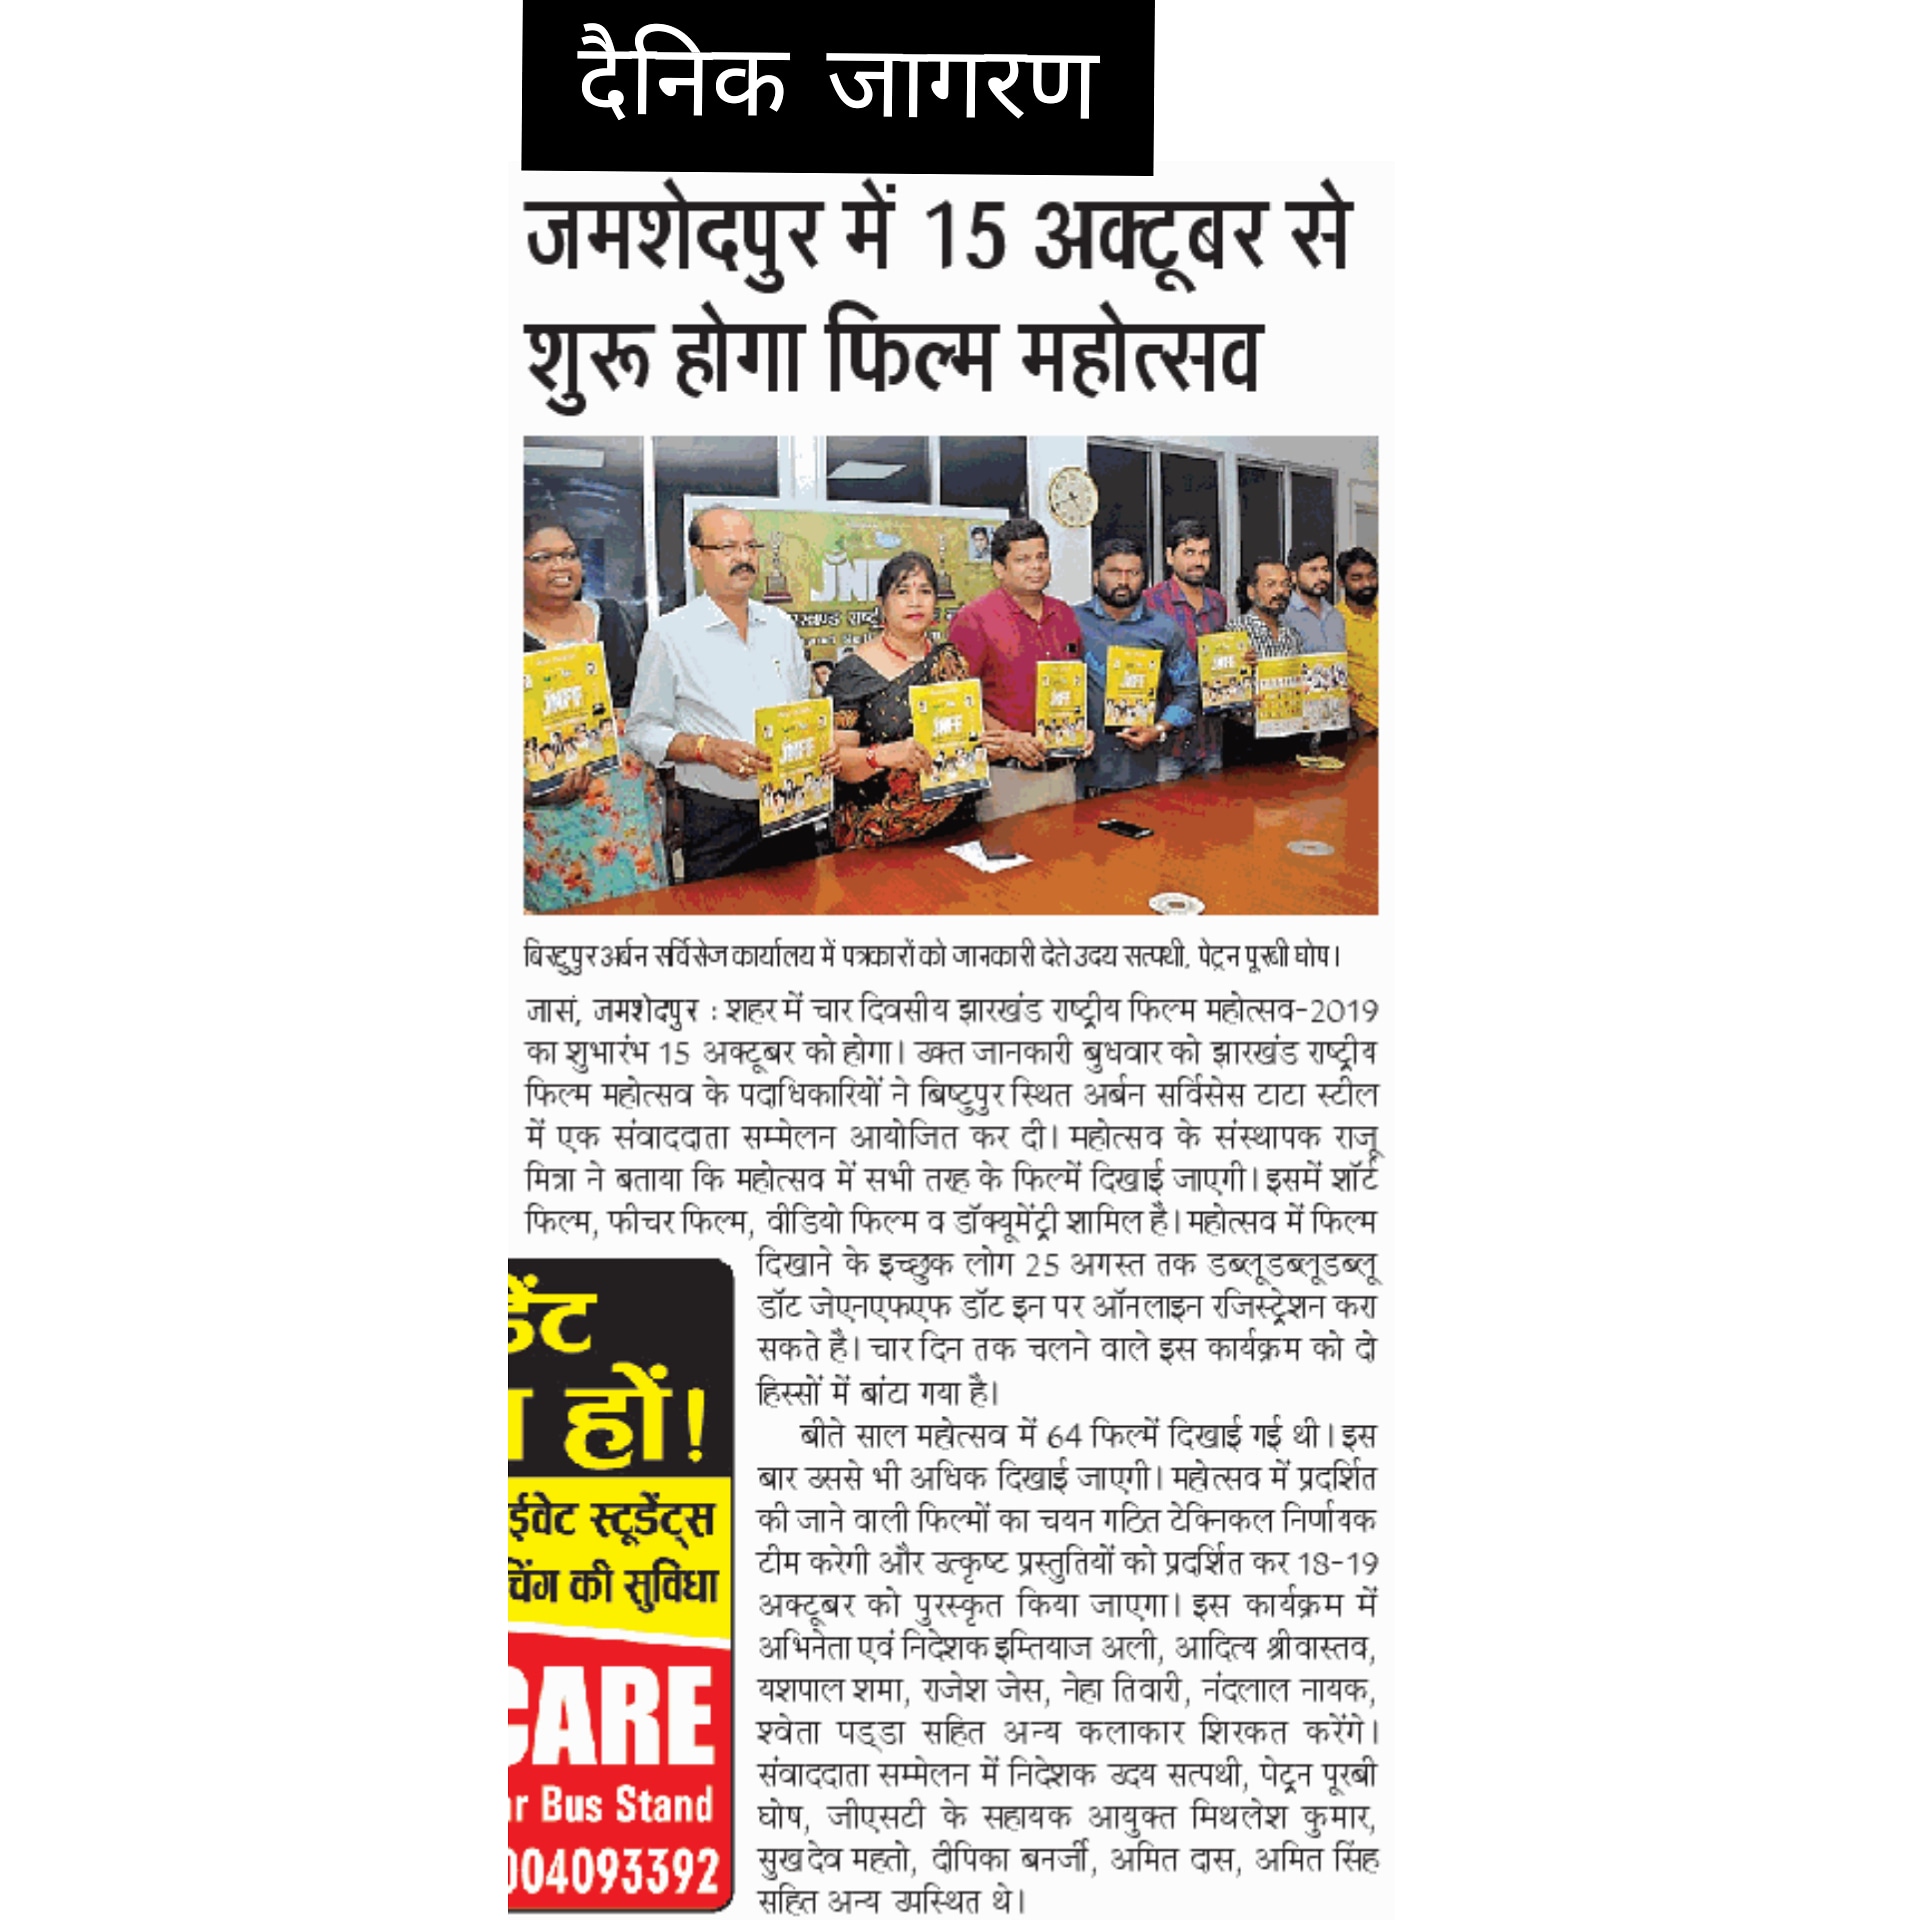 दैनिक जागरण
जमशेदपुर में 15 अक्टूबर से
शुरू होगा फिल्म महोत्सव
JNFF
JNFF
JNFF
JNFF
JNFF
बिस्टुपुर अर्बन सर्विसेज कार्यालय में पत्रकारों को जानकारी देते उदय सत्पथी, पेट्रन पूरबी घोष।
जासं, जमशेदपुर : शहर में चार दिवसीय झारखंड राष्ट्रीय फिल्म महोत्सव-2019
का शुभारंभ 15 अक्टूबर को होगा। उक्त जानकारी बुधवार को झारखंड राष्ट्रीय
फिल्म महोत्सव के पदाधिकारियों ने बिष्टुपुर स्थित अर्बन सर्विसेस टाटा स्टील
में एक संवाददाता सम्मेलन आयोजित कर दी। महोत्सव के संस्थापक राजू
मित्रा ने बताया कि महोत्सव में सभी तरह के फिल्में दिखाई जाएगी। इसमें शॉर्ट
फिल्म, फीचर फिल्म, वीडियो फिल्म व डॉक्यूमेंट्री शामिल है। महोत्सव में फिल्म
दिखाने के इच्छुक लोग 25 अगस्त तक डब्लूडब्लूडब्लू
डॉट जेएनएफएफ डॉट इन पर ऑनलाइन रजिस्ट्रेशन करा
सकते है। चार दिन तक चलने वाले इस कार्यक्रम को दो
हिस्सों में बांटा गया है।
बीते साल महोत्सव में 64 फिल्में दिखाई गई थी। इस
बार उससे भी अधिक दिखाई जाएगी। महोत्सव में प्रदर्शित
की जाने वाली फिल्मों का चयन गठित टेक्निकल निर्णायक
टीम करेगी और उत्कृष्ट प्रस्तुतियों को प्रदर्शित कर 18-19
अक्टूबर को पुरस्कृत किया जाएगा। इस कार्यक्रम में
अभिनेता एवं निदेशक इम्तियाज अली, आदित्य श्रीवास्तव,
यशपाल शमा, राजेश जेस, नेहा तिवारी, नंदलाल नायक,
श्वेता पड्डा सहित अन्य कलाकार शिरकत करेंगे।
संवाददाता सम्मेलन में निदेशक उदय सत्पथी, पेट्रन पूरबी
घोष, जीएसटी के सहायक आयुक्त मिथलेश कुमार,
सुखदेव महतो, दीपिका बनर्जी, अमित दास, अमित सिंह
सहित अन्य उपस्थित थे।
डेंट
हों!
ईवेट स्टूडेंट्स
चिंग की सुविधा
CARE
r Bus Stand
004093392